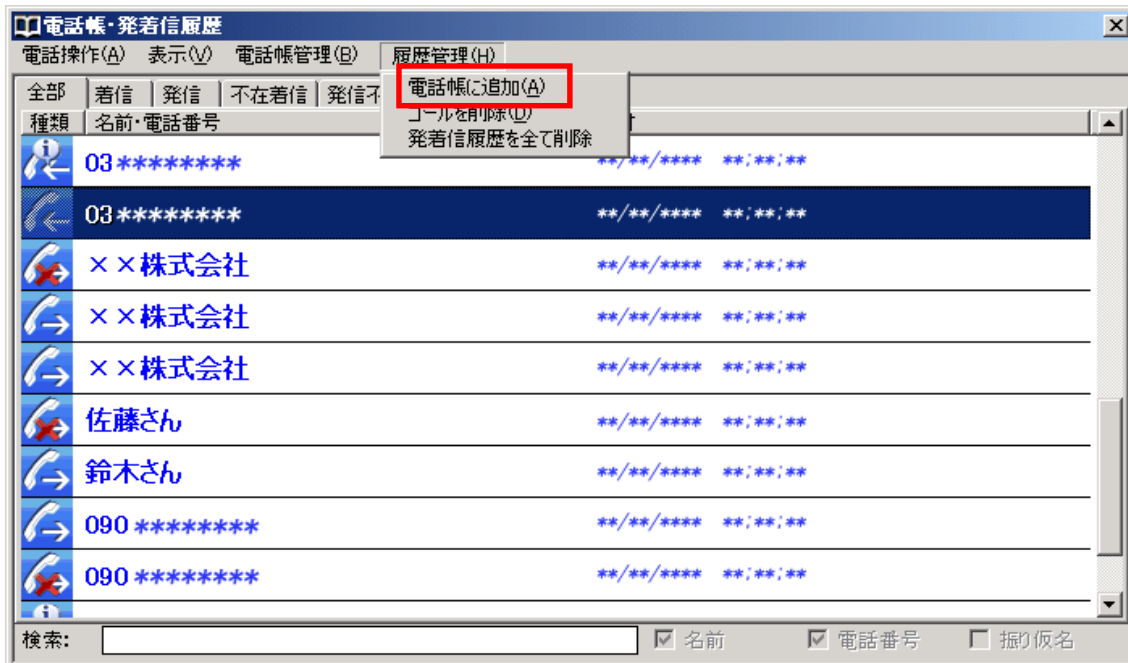 電話帳・発着信履歴
電話操作(A) 表示(V) 電話帳管理(B) 履歴管理(H)
全部 着信 発信 不在着信 発信不
電話帳に追加(A)
コールを削除(D)
発着信履歴を全て削除
種類 名前・電話番号
03******** **/**/**** **;**;**
03******** **/**/**** **;**;**
××株式会社 **/**/**** **;**;**
××株式会社 **/**/**** **;**;**
××株式会社 **/**/**** **;**;**
佐藤さん **/**/**** **;**;**
鈴木さん **/**/**** **;**;**
090******** **/**/**** **;**;**
090******** **/**/**** **;**;**
検索: 名前 電話番号 振り仮名